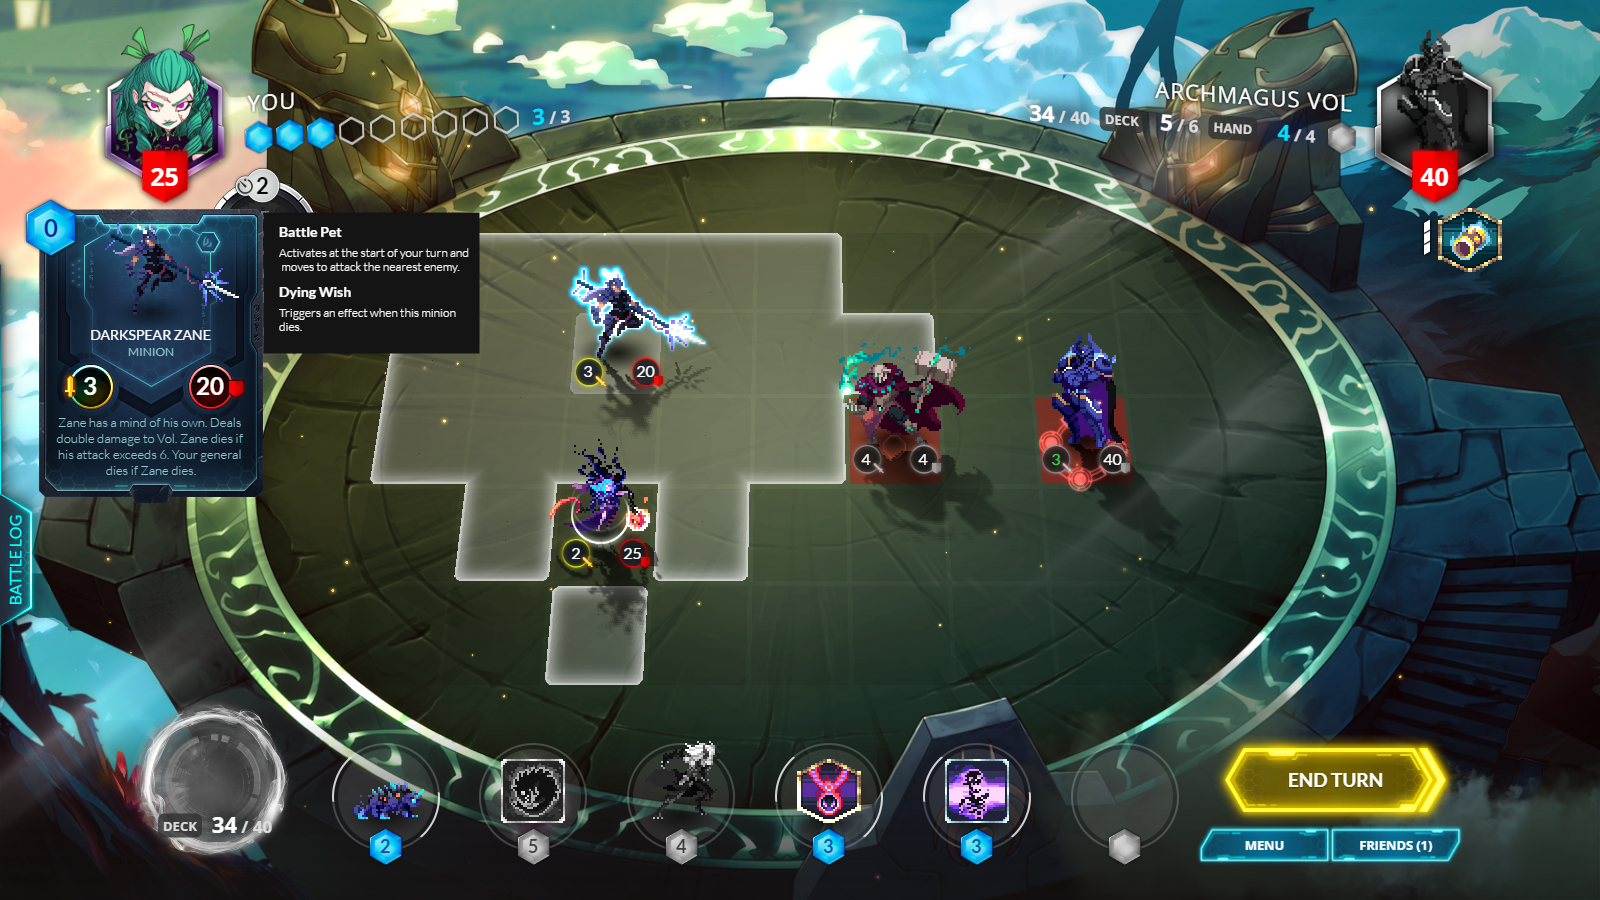 YOU
3 / 3
25
2
ARCHMAGUS VOL
34 / 40 DECK 5 / 6 HAND 4 / 4
40
0
DARKSPEAR ZANE
MINION
3
20
Zane has a mind of his own. Deals
double damage to Vol. Zane dies if
his attack exceeds 6. Your general
dies if Zane dies.
Battle Pet
Activates at the start of your turn and
moves to attack the nearest enemy.
Dying Wish
Triggers an effect when this minion
dies.
3 20
4 4
3 40
2 25
BATTLE LOG
DECK 34 / 40
2
5
4
3
3
END TURN
MENU
FRIENDS (1)